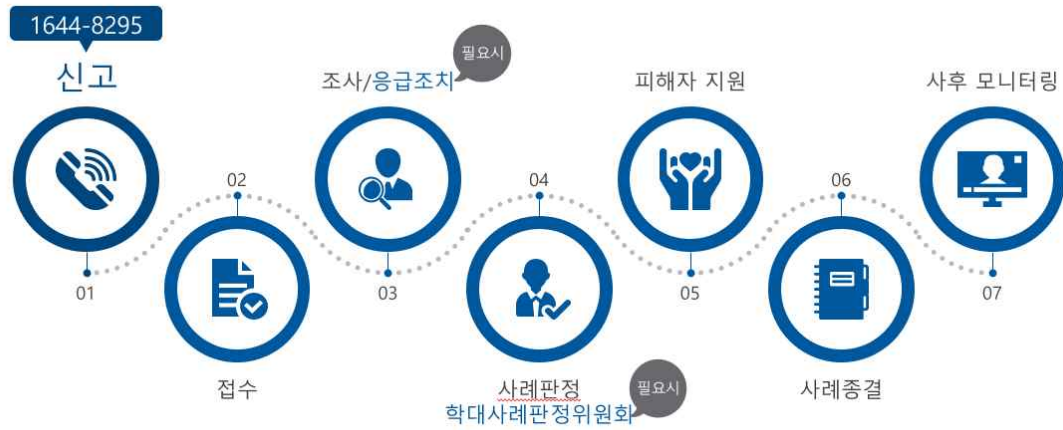 1644-8295
신고
01
02
접수
조사/응급조치
필요시
03
04
사례판정
학대사례판정위원화
필요시
피해자 지원
05
06
사례종결
사후 모니터링
07